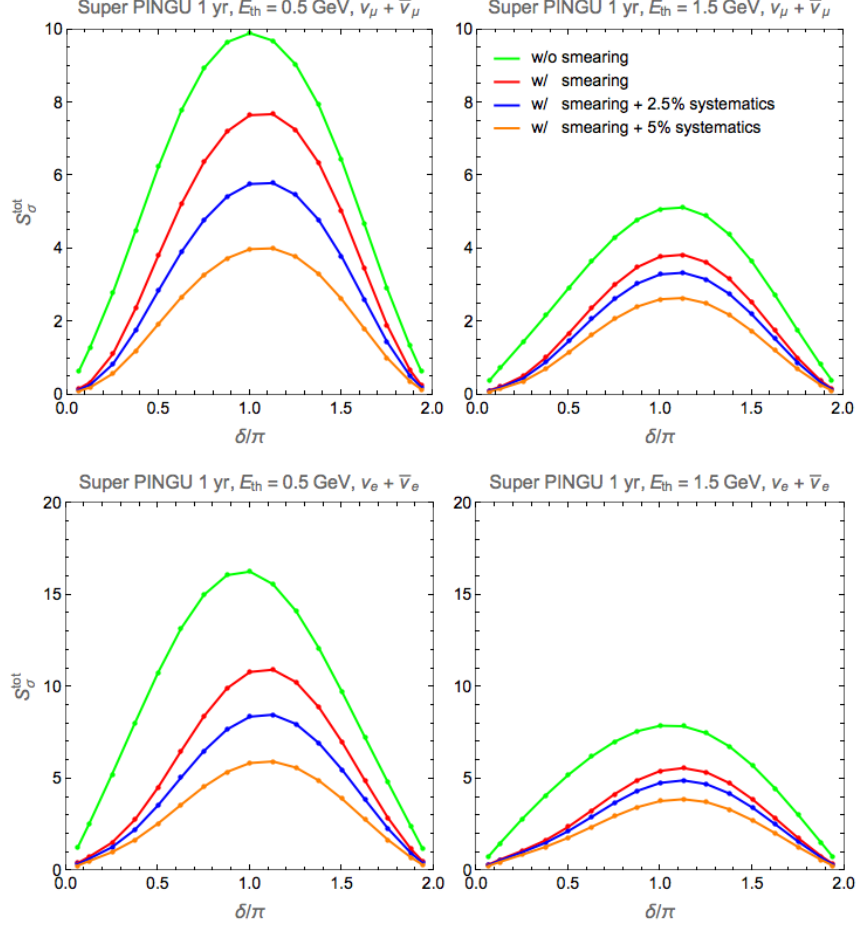 Super PINGU 1 yr, E_th = 0.5 GeV, ν_μ + ν̅_μ
Super PINGU 1 yr, E_th = 1.5 GeV, ν_μ + ν̅_μ
10
8
6
4
2
0
S_σ^tot
0.0 0.5 1.0 1.5 2.0
δ/π
w/o smearing
w/ smearing
w/ smearing + 2.5% systematics
w/ smearing + 5% systematics
10
8
6
4
2
0
0.0 0.5 1.0 1.5 2.0
δ/π
Super PINGU 1 yr, E_th = 0.5 GeV, ν_e + ν̅_e
Super PINGU 1 yr, E_th = 1.5 GeV, ν_e + ν̅_e
20
15
10
5
0
S_σ^tot
0.0 0.5 1.0 1.5 2.0
δ/π
20
15
10
5
0
0.0 0.5 1.0 1.5 2.0
δ/π